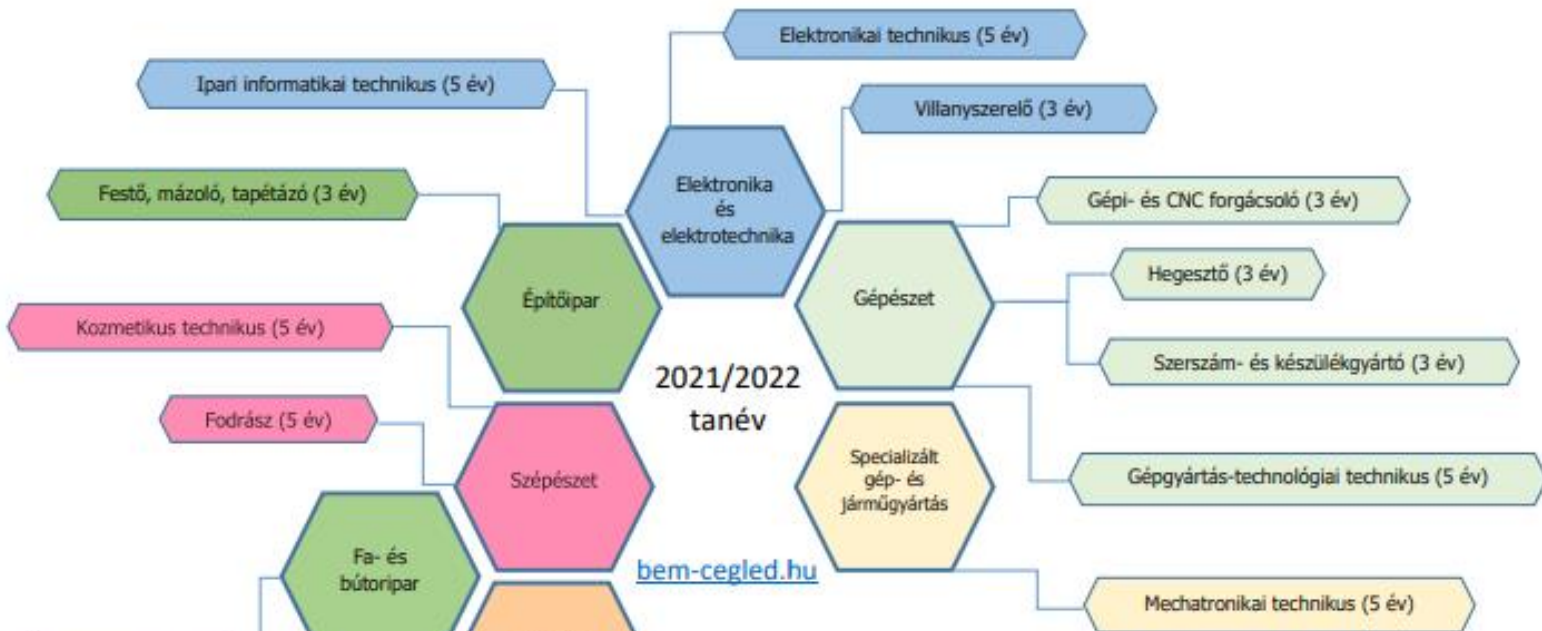 Elektronikai technikus (5 év)
Ipari informatikai technikus (5 év)
Villanyszerelő (3 év)
Elektronika
és
elektrotechnika
Festő, mázoló, tapétázó (3 év)
Gépi- és CNC forgácsoló (3 év)
Hegesztő (3 év)
Építőipar
Gépészet
Kozmetikus technikus (5 év)
Szerszám- és készülékgyártó (3 év)
2021/2022
tanév
Fodrász (5 év)
Szépészet
Specializált
gép- és
járműgyártás
Gépgyártás-technológiai technikus (5 év)
Fa- és
bútoripar
bem-cegled.hu
Mechatronikai technikus (5 év)